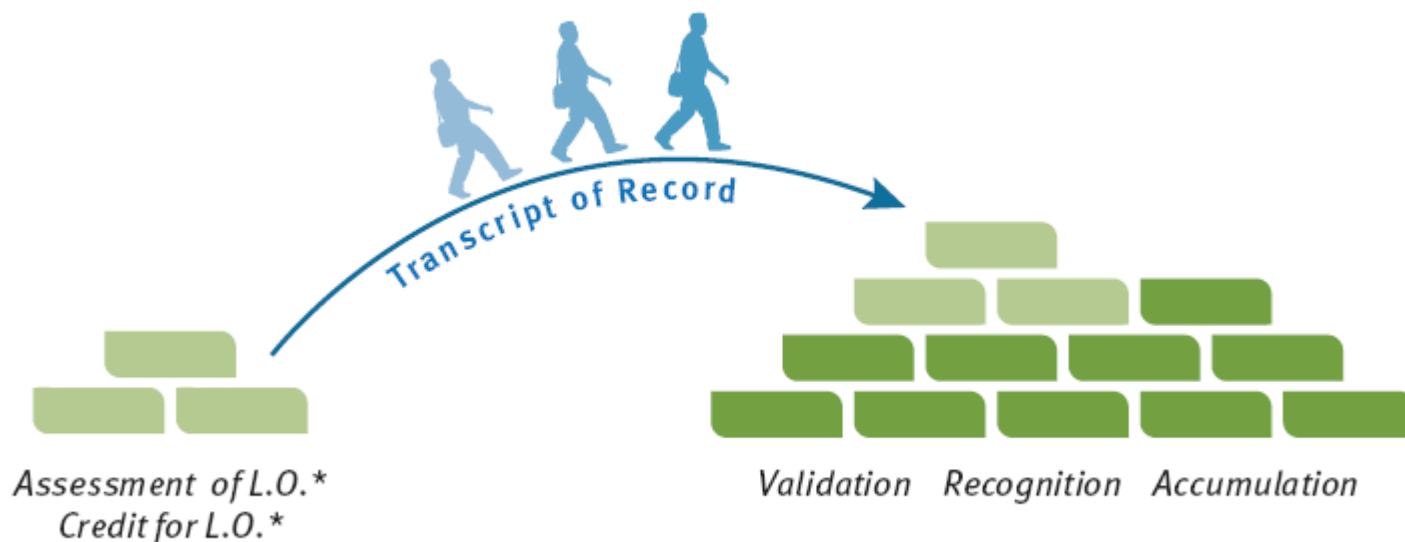 Transcript of Record
Assessment of L.O.*
Credit for L.O.*
Validation Recognition Accumulation